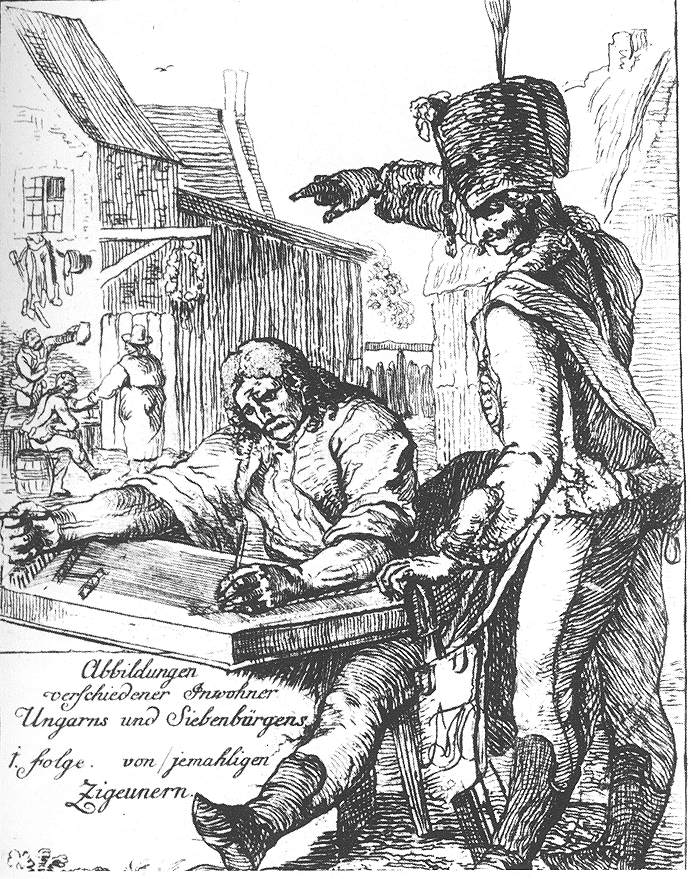 Abbildungen
verschiedener Inwohner
Ungarns und Siebenbürgens,
1. folge. von jemahligen
Zigeunern.